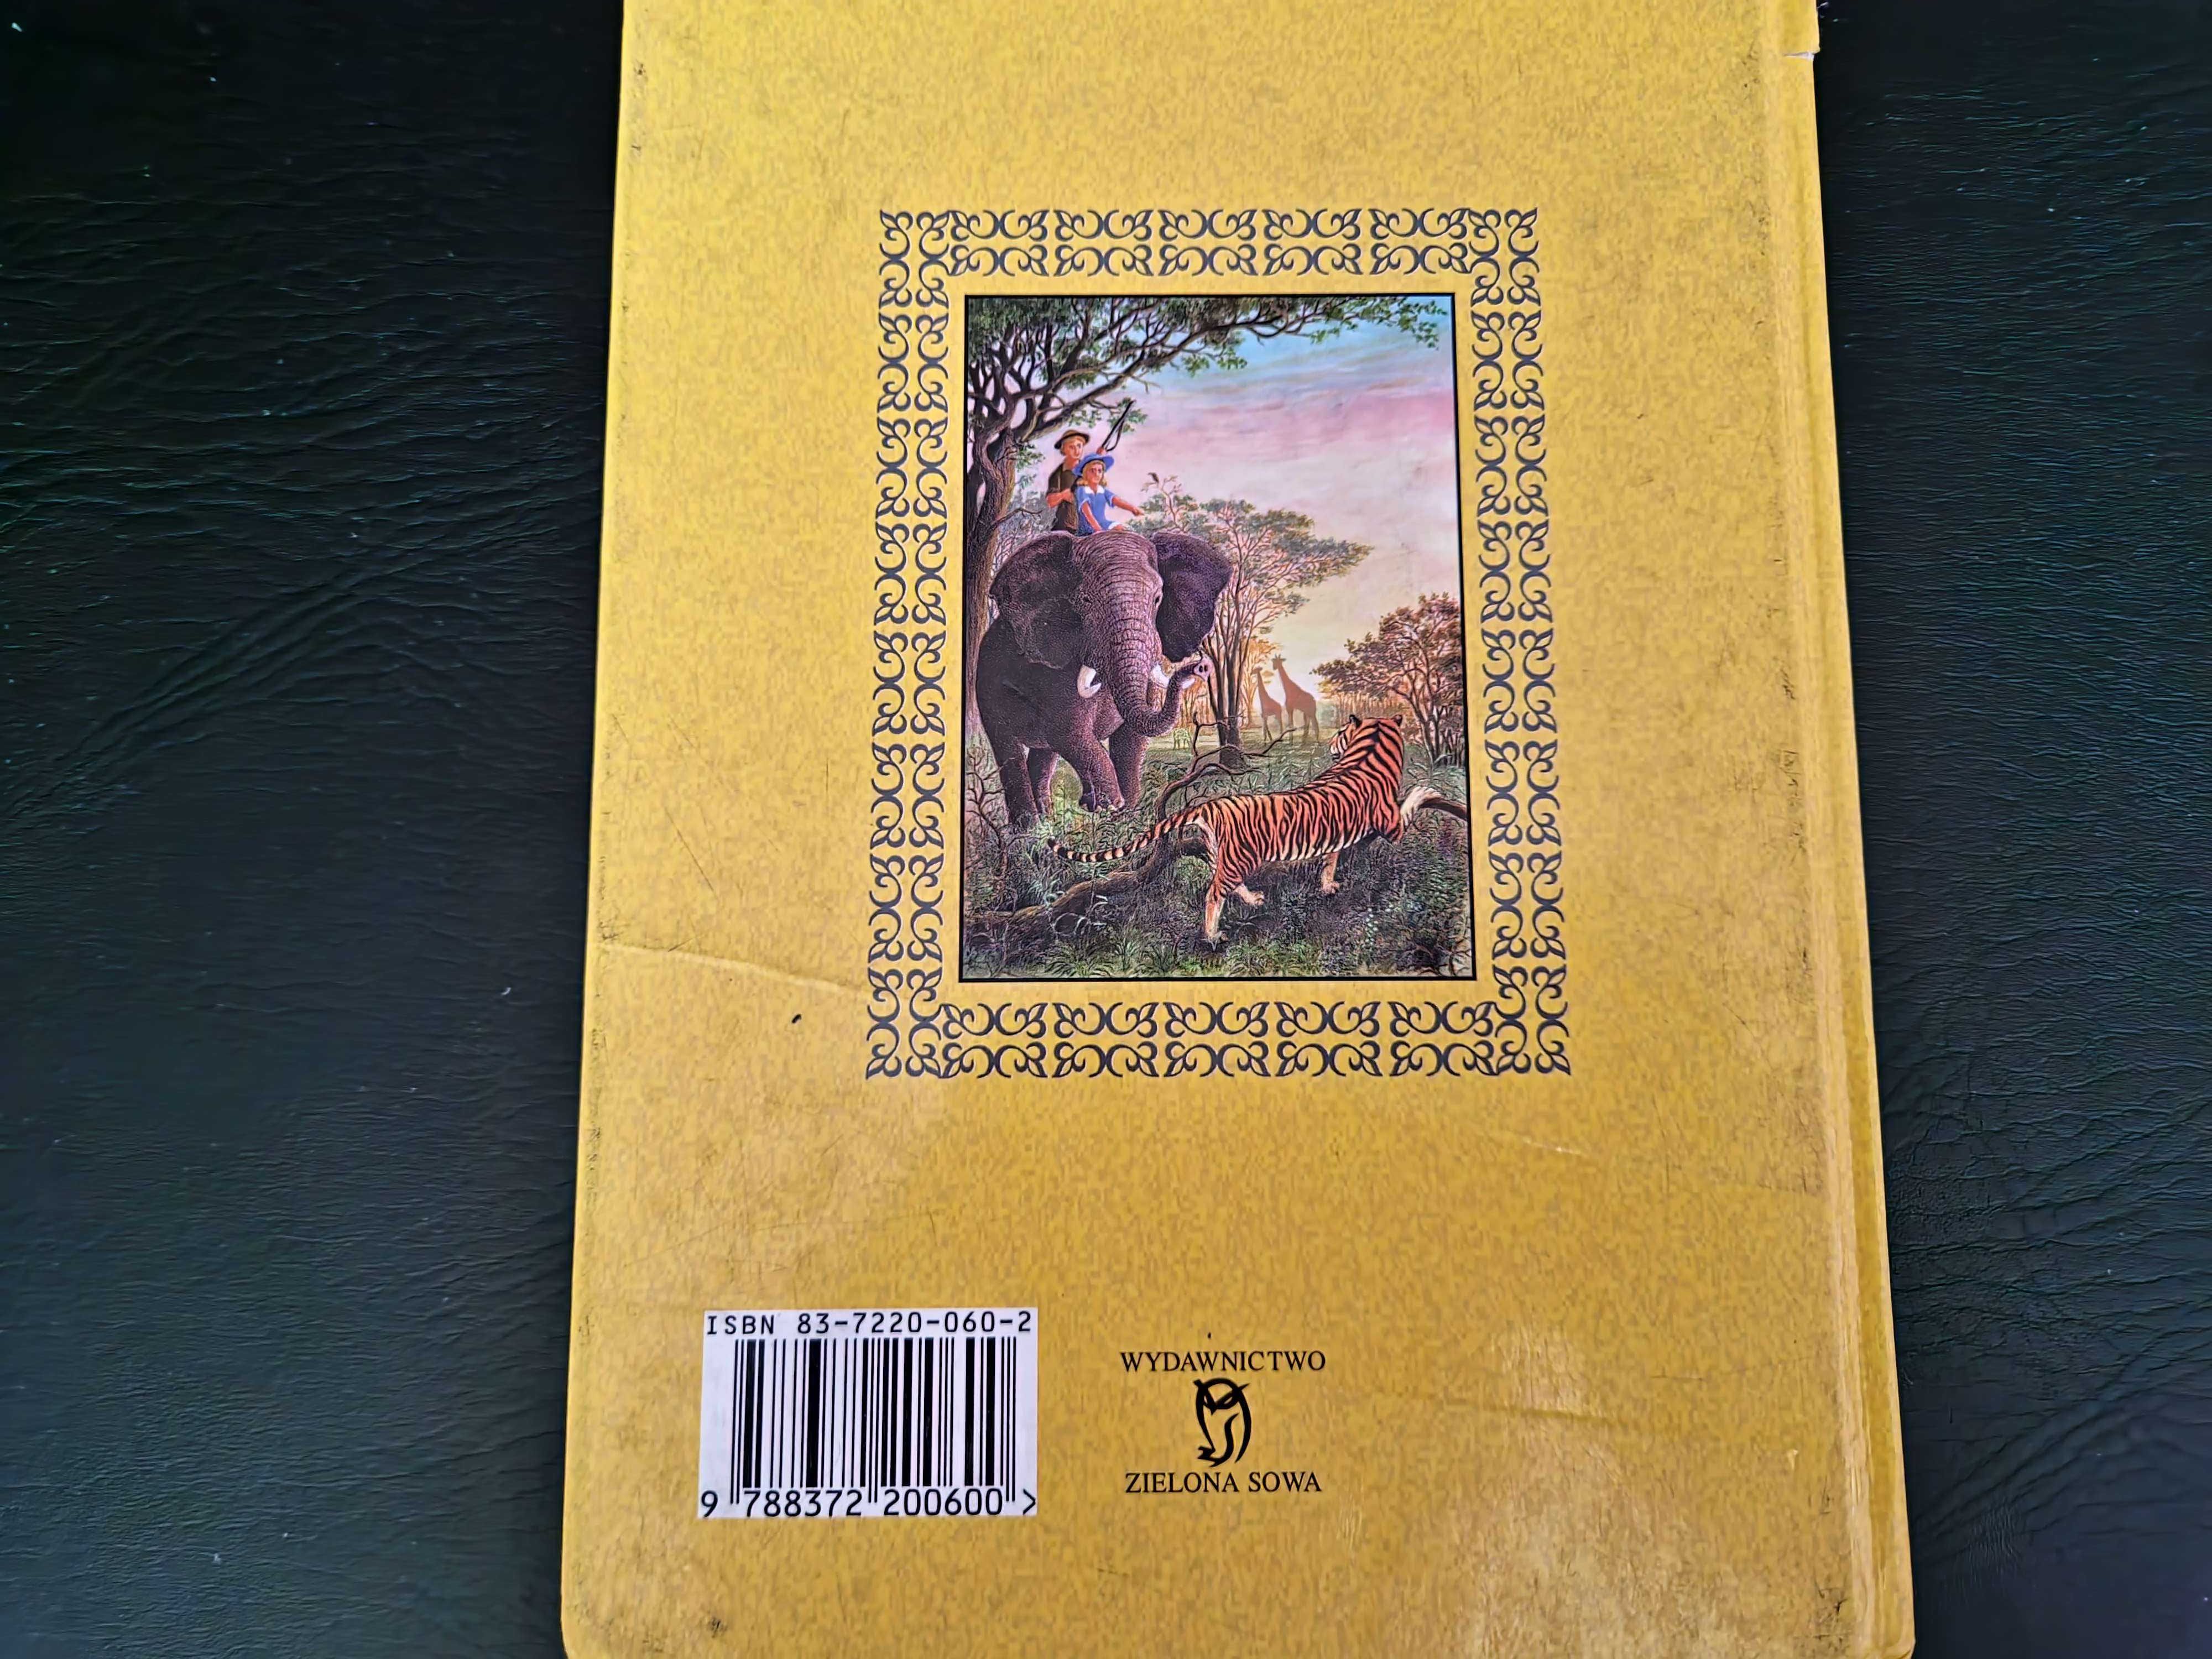 ISBN 83-7220-060-2
9 788372 200600 >
WYDAWNICTWO
ZIELONA SOWA